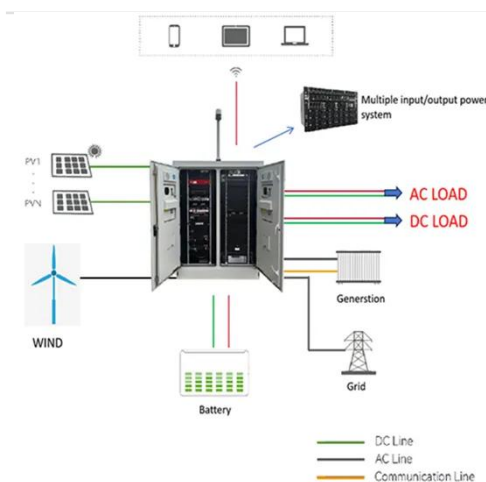 Multiple input/output power
system
PV1
PVN
AC LOAD
DC LOAD
WIND
Generstion
Battery
Grid
DC Line
AC Line
Communication Line